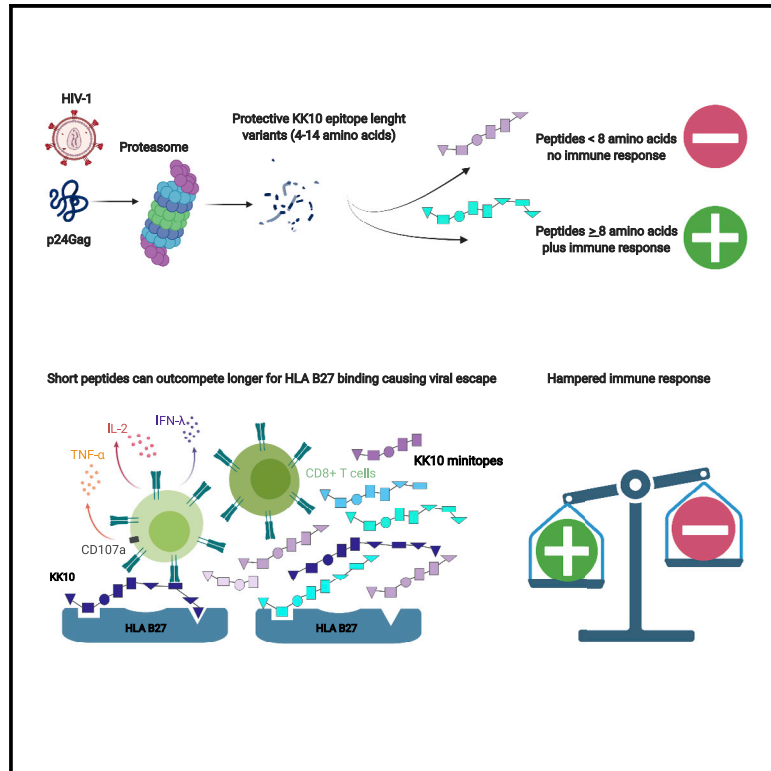 HIV-1
p24Gag
Proteasome
Protective KK10 epitope lenght
variants (4-14 amino acids)
Peptides < 8 amino acids
no immune response
Peptides ≥ 8 amino acids
plus immune response
Short peptides can outcompete longer for HLA B27 binding causing viral escape
Hampered immune response
TNF-α
IL-2
IFN-λ
CD8+ T cells
KK10 minitopes
CD107a
KK10
HLA B27
HLA B27